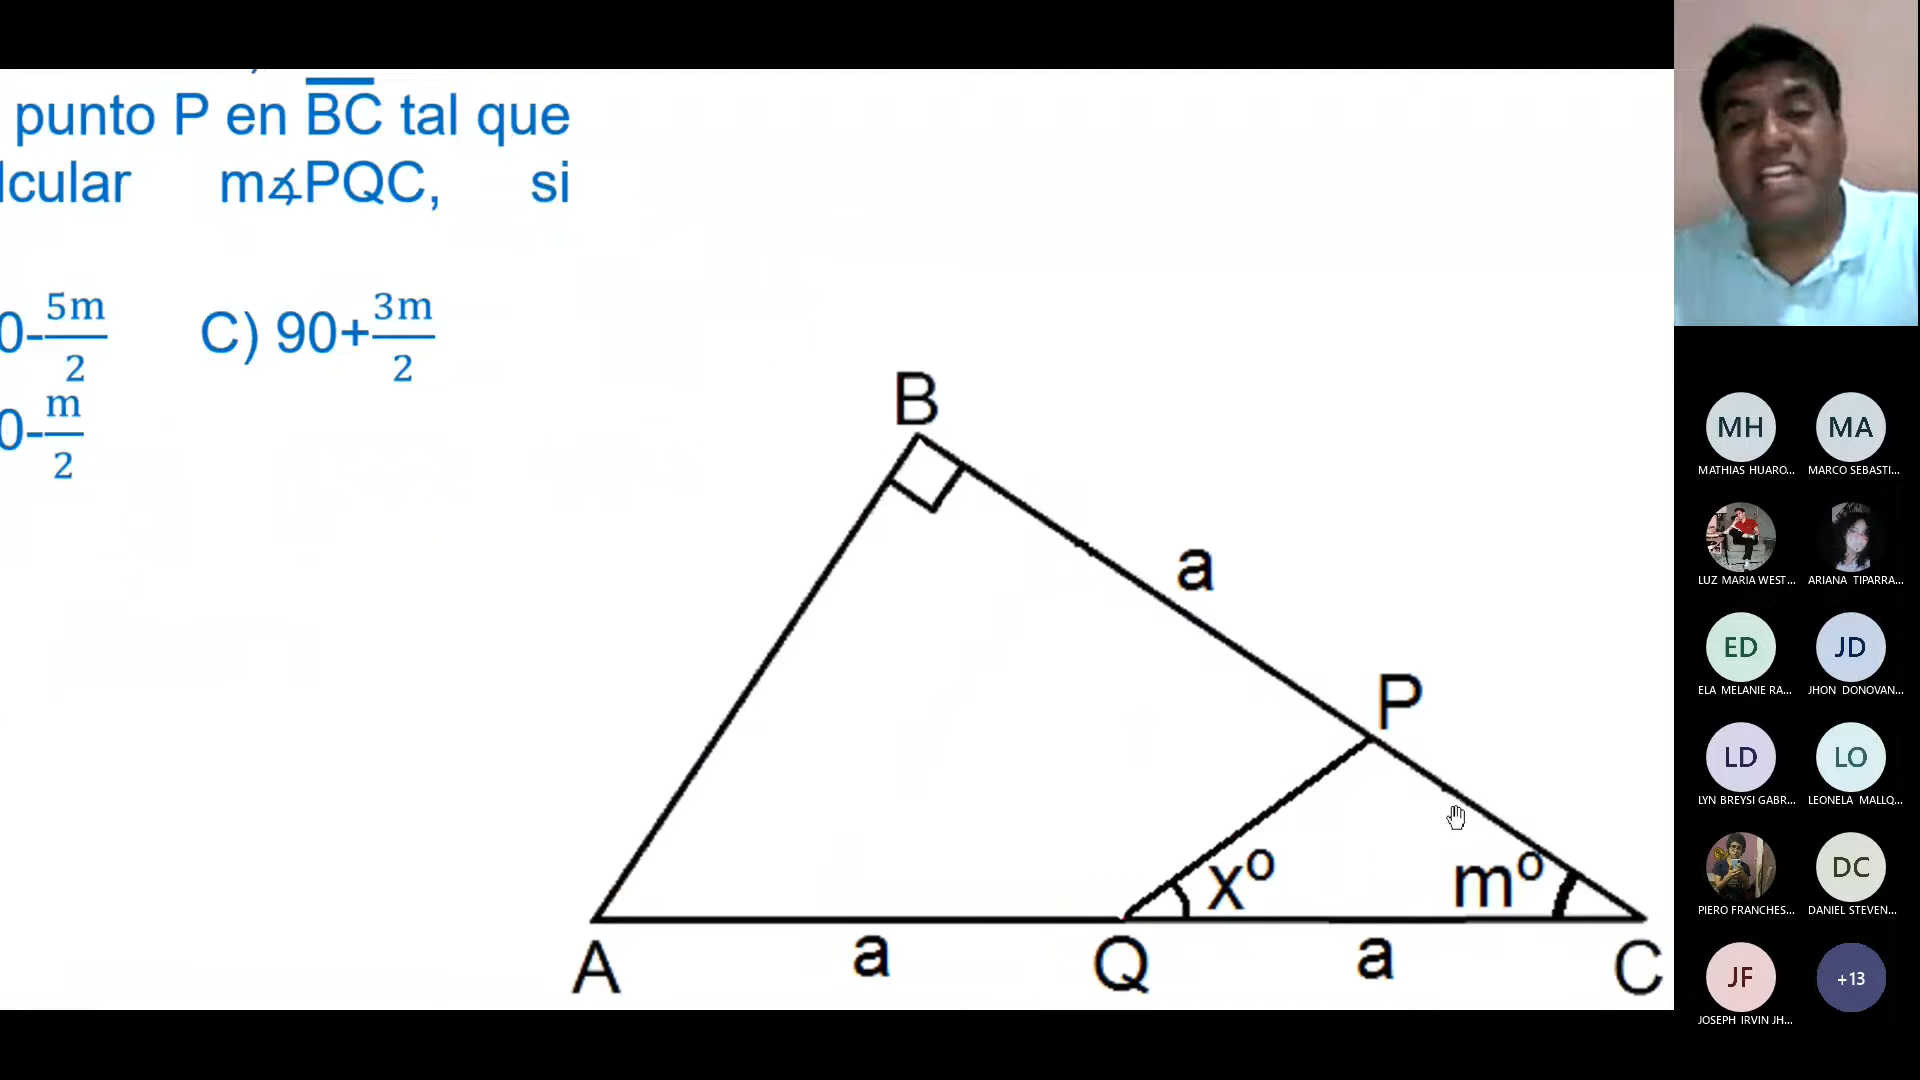 punto P en BC tal que
lcular m∡PQC, si
0-5m/2 C) 90+3m/2
0-m/2
B
a
P
xº mº
A a Q a C
MH MA
MATHIAS HUARO... MARCO SEBASTI...
LUZ MARIA WEST... ARIANA TIPARRA...
ED JD
ELA MELANIE RA... JHON DONOVAN...
LD LO
LYN BREYSI GABR... LEONELA MALLQ...
DC
PIERO FRANCHES... DANIEL STEVEN...
JF +13
JOSEPH IRVIN JH...